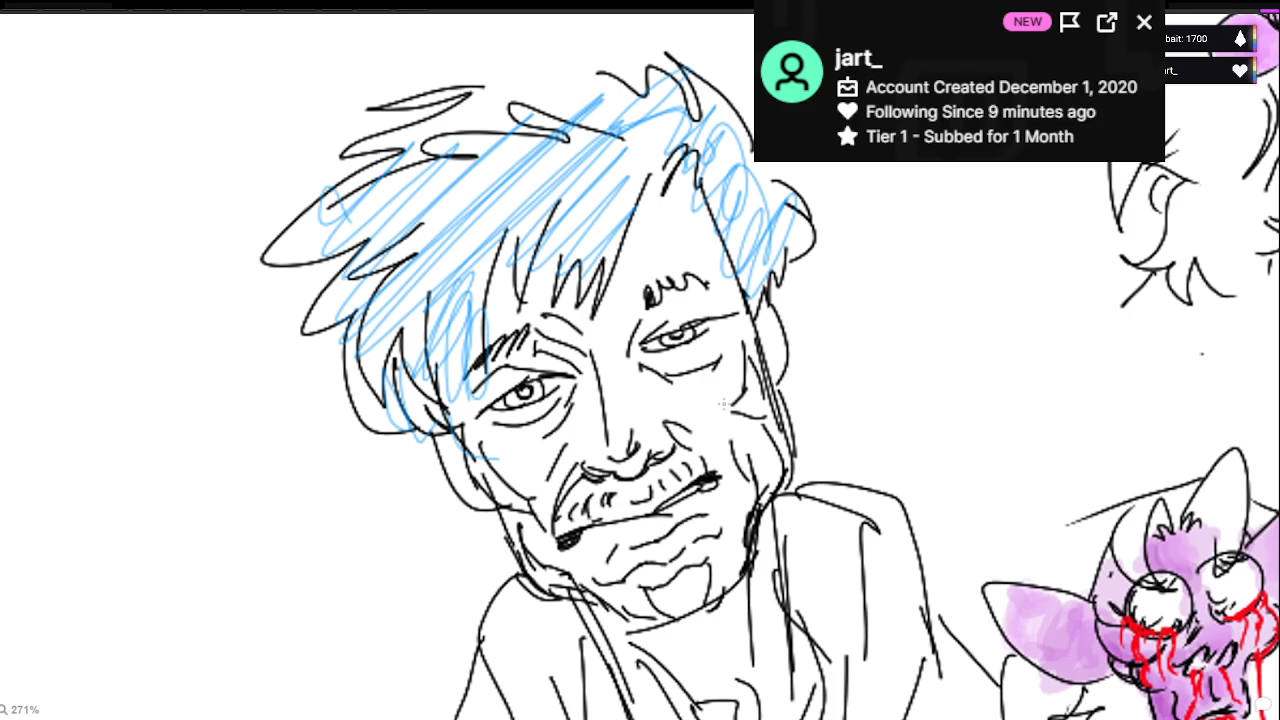 NEW
jart_
Account Created December 1, 2020
Following Since 9 minutes ago
Tier 1 - Subbed for 1 Month
bait: 1700
art_
271%